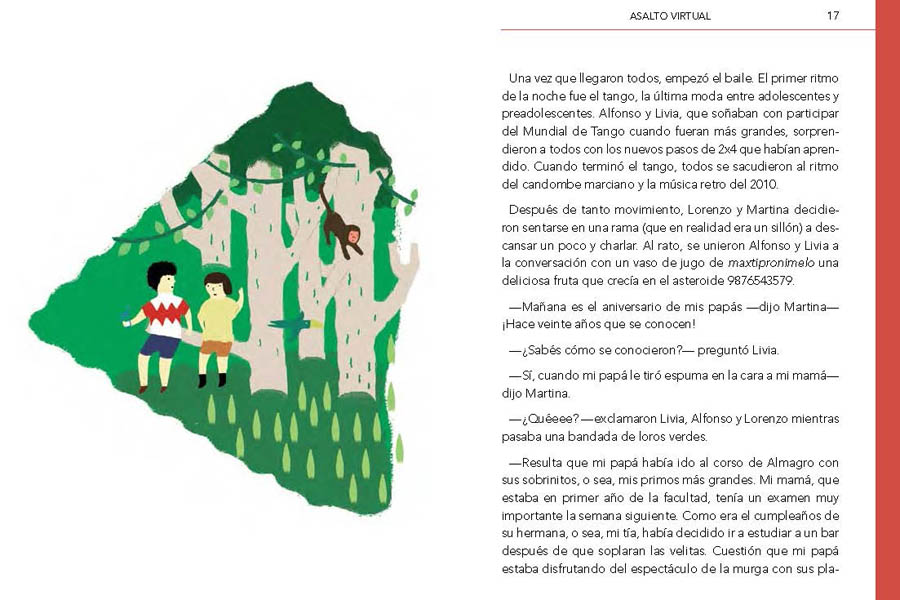 ASALTO VIRTUAL 17
Una vez que llegaron todos, empezó el baile. El primer ritmo
de la noche fue el tango, la última moda entre adolescentes y
preadolescentes. Alfonso y Livia, que soñaban con participar
del Mundial de Tango cuando fueran más grandes, sorpren-
dieron a todos con los nuevos pasos de 2x4 que habían apren-
dido. Cuando terminó el tango, todos se sacudieron al ritmo
del candombe marciano y la música retro del 2010.
Después de tanto movimiento, Lorenzo y Martina decidie-
ron sentarse en una rama (que en realidad era un sillón) a des-
cansar un poco y charlar. Al rato, se unieron Alfonso y Livia a
la conversación con un vaso de jugo de maxtipronimelo una
deliciosa fruta que crecía en el asteroide 9876543579.
—Mañana es el aniversario de mis papás —dijo Martina—
¡Hace veinte años que se conocen!
—¿Sabés cómo se conocieron?— preguntó Livia.
—Sí, cuando mi papá le tiró espuma en la cara a mi mamá—
dijo Martina.
—¿Quéeee? —exclamaron Livia, Alfonso y Lorenzo mientras
pasaba una bandada de loros verdes.
—Resulta que mi papá había ido al corso de Almagro con
sus sobrinitos, o sea, mis primos más grandes. Mi mamá, que
estaba en primer año de la facultad, tenía un examen muy
importante la semana siguiente. Como era el cumpleaños de
su hermana, o sea, mi tía, había decidido ir a estudiar a un bar
después de que soplaran las velitas. Cuestión que mi papá
estaba disfrutando del espectáculo de la murga con sus pla-